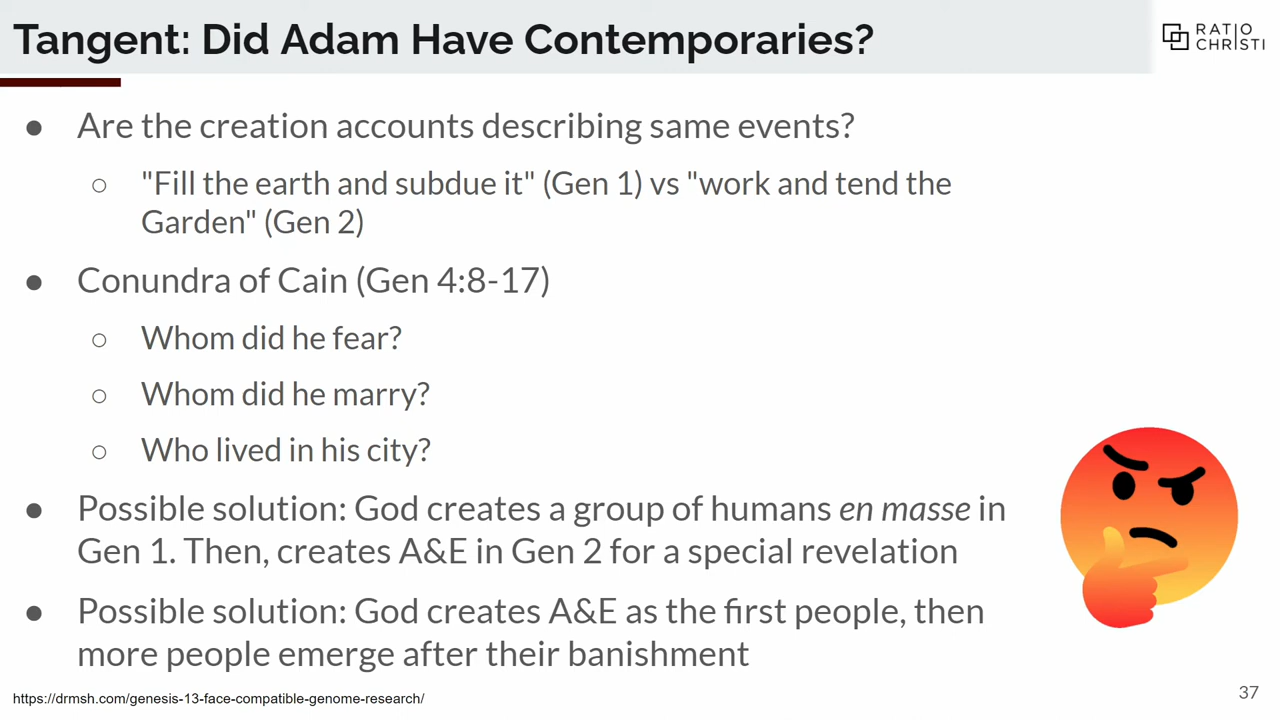 Tangent: Did Adam Have Contemporaries?
RATIO
CHRISTI
● Are the creation accounts describing same events?
○ "Fill the earth and subdue it" (Gen 1) vs "work and tend the
Garden" (Gen 2)
● Conundra of Cain (Gen 4:8-17)
○ Whom did he fear?
○ Whom did he marry?
○ Who lived in his city?
● Possible solution: God creates a group of humans en masse in
Gen 1. Then, creates A&E in Gen 2 for a special revelation
● Possible solution: God creates A&E as the first people, then
more people emerge after their banishment
https://drmsh.com/genesis-13-face-compatible-genome-research/
37